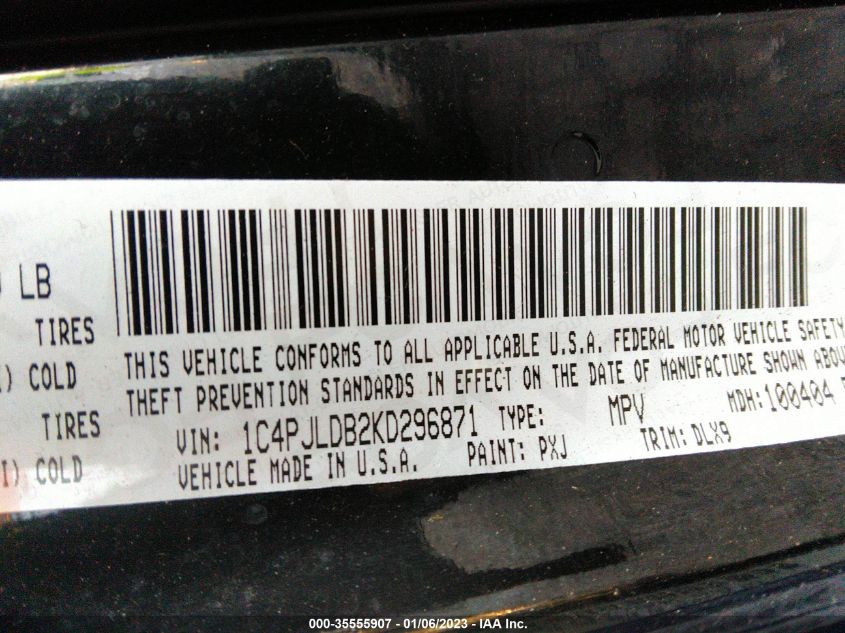 LB
TIRES
COLD
TIRES
COLD
THIS VEHICLE CONFORMS TO ALL APPLICABLE U.S.A. FEDERAL MOTOR VEHICLE SAFETY
THEFT PREVENTION STANDARDS IN EFFECT ON THE DATE OF MANUFACTURE SHOWN ABOV
VIN: 1C4PJLDB2KD296871 TYPE: MPV MDH:100404
VEHICLE MADE IN U.S.A. PAINT: PXJ TRIM: DLX9
000-35555907 - 01/06/2023 - IAA Inc.